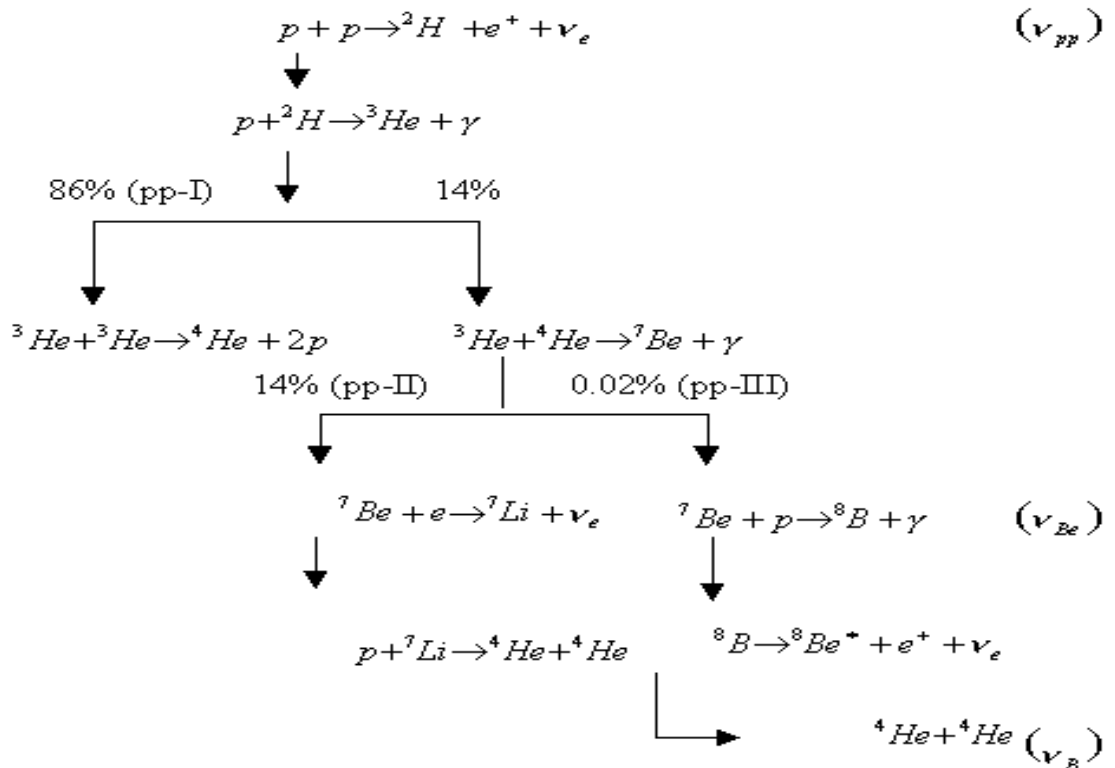 p + p → ²H + e⁺ + νₑ (ν_pp)
p + ²H → ³He + γ
86% (pp-I) 14%
³He + ³He → ⁴He + 2p ³He + ⁴He → ⁷Be + γ
14% (pp-II) 0.02% (pp-III)
⁷Be + e → ⁷Li + νₑ ⁷Be + p → ⁸B + γ (ν_Be)
p + ⁷Li → ⁴He + ⁴He ⁸B → ⁸Be* + e⁺ + νₑ
⁴He + ⁴He (ν_B)